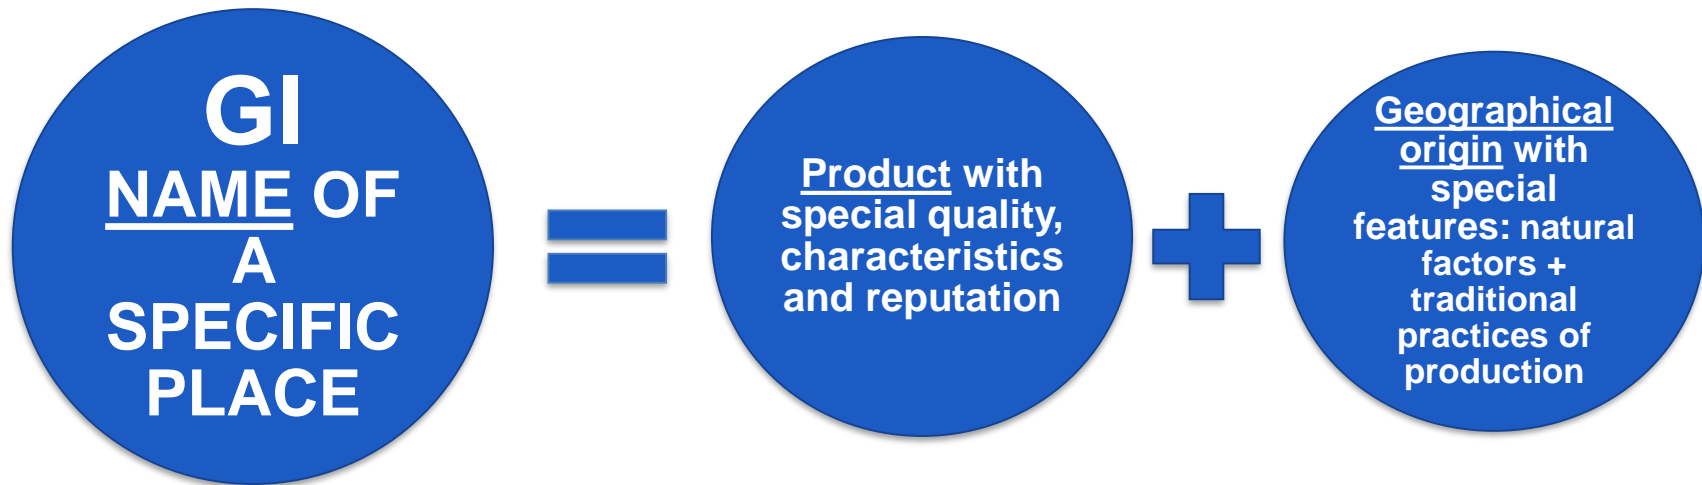 GI
NAME OF
A
SPECIFIC
PLACE
Product with
special quality,
characteristics
and reputation
Geographical
origin with
special
features: natural
factors +
traditional
practices of
production